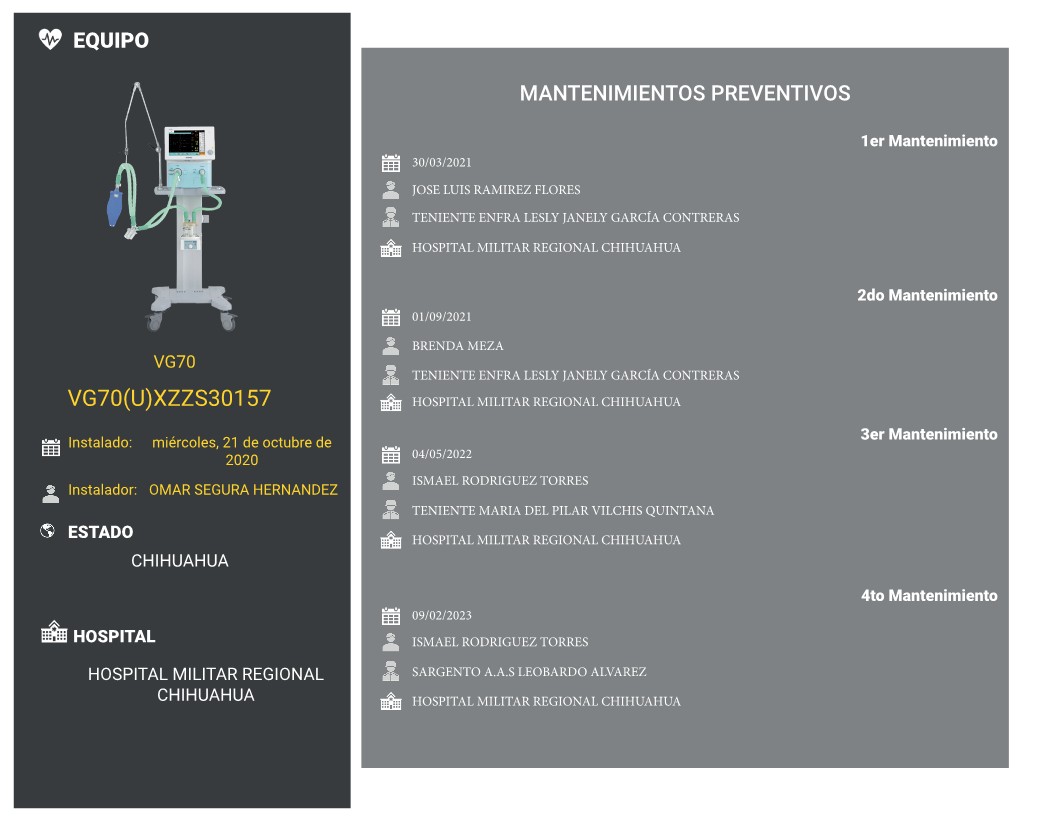 EQUIPO
VG70
VG70(U)XZZS30157
Instalado: miércoles, 21 de octubre de
2020
Instalador: OMAR SEGURA HERNANDEZ
ESTADO
CHIHUAHUA
HOSPITAL
HOSPITAL MILITAR REGIONAL
CHIHUAHUA
MANTENIMIENTOS PREVENTIVOS
1er Mantenimiento
30/03/2021
JOSE LUIS RAMIREZ FLORES
TENIENTE ENFRA LESLY JANELY GARCÍA CONTRERAS
HOSPITAL MILITAR REGIONAL CHIHUAHUA
2do Mantenimiento
01/09/2021
BRENDA MEZA
TENIENTE ENFRA LESLY JANELY GARCÍA CONTRERAS
HOSPITAL MILITAR REGIONAL CHIHUAHUA
3er Mantenimiento
04/05/2022
ISMAEL RODRIGUEZ TORRES
TENIENTE MARIA DEL PILAR VILCHIS QUINTANA
HOSPITAL MILITAR REGIONAL CHIHUAHUA
4to Mantenimiento
09/02/2023
ISMAEL RODRIGUEZ TORRES
SARGENTO A.A.S LEOBARDO ALVAREZ
HOSPITAL MILITAR REGIONAL CHIHUAHUA